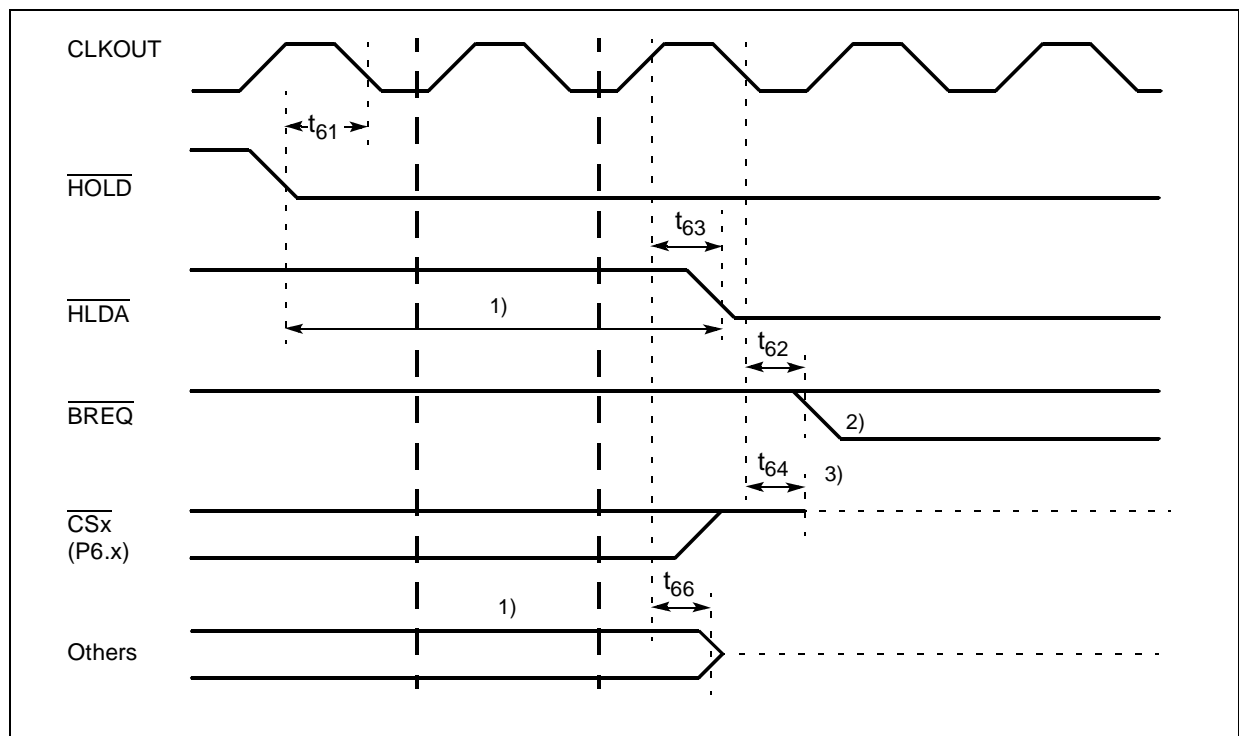 CLKOUT
t61
HOLD
t63
HLDA
1)
t62
BREQ
2)
t64
3)
CSx
(P6.x)
t66
1)
Others